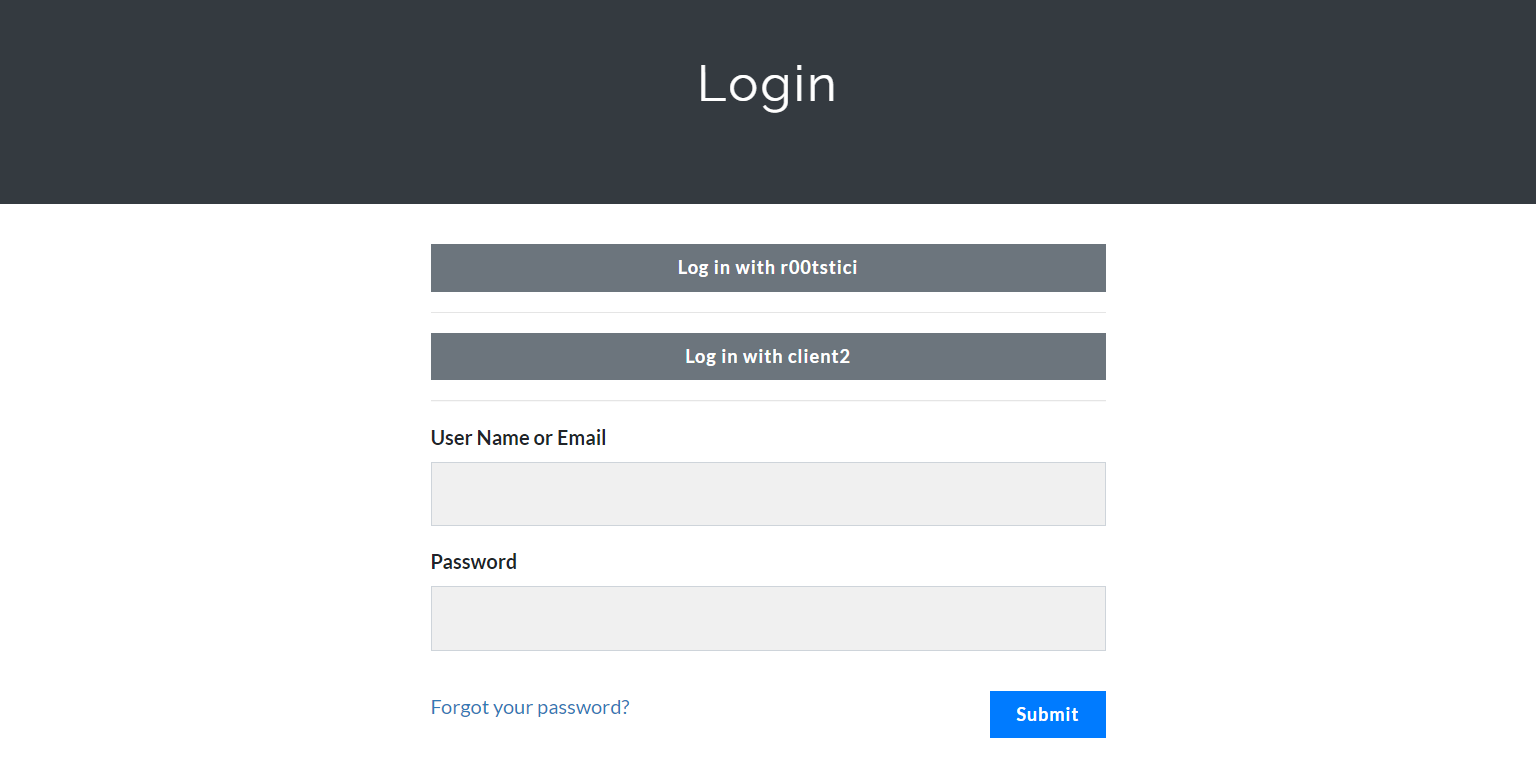 Login
Log in with r00tstici
Log in with client2
User Name or Email
Password
Forgot your password?
Submit